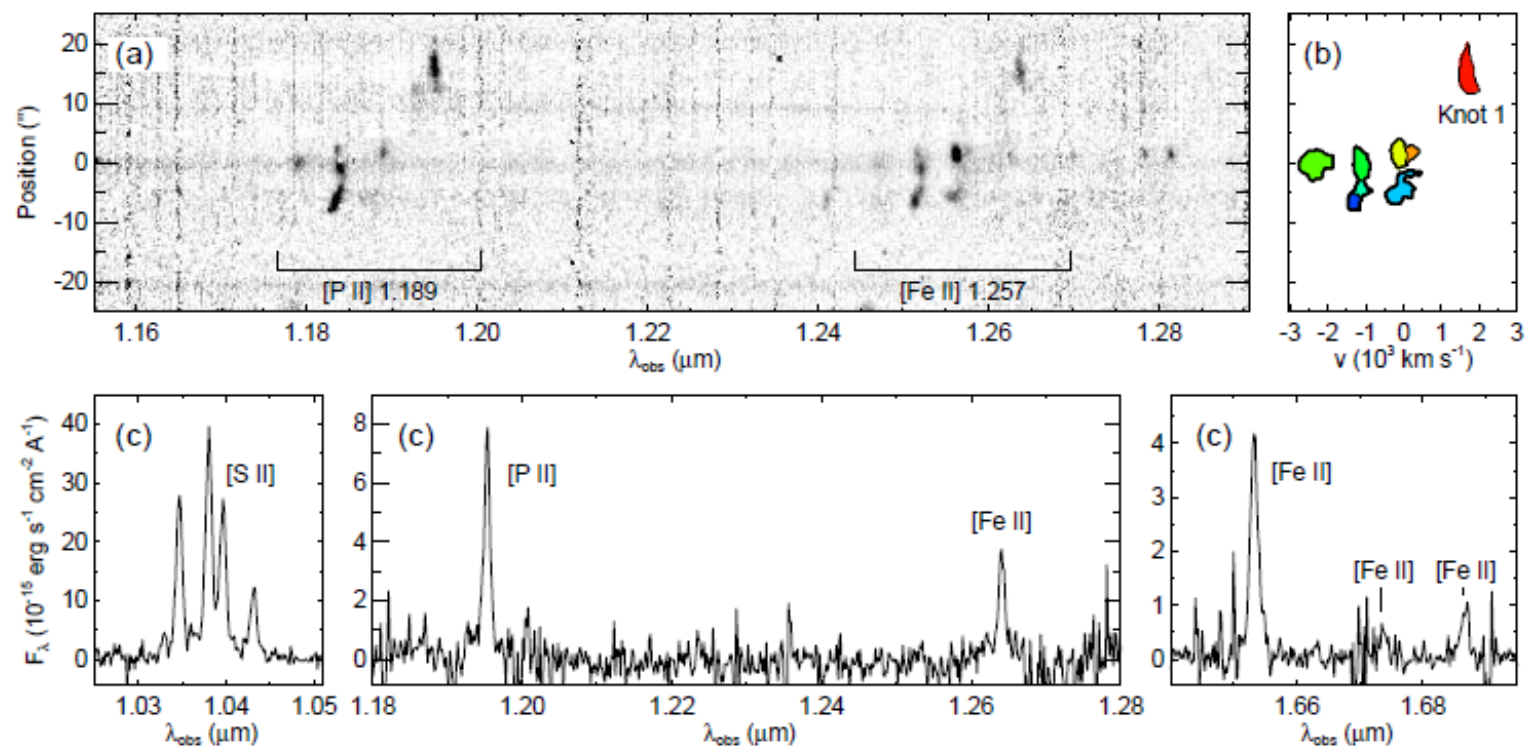 (a)
20
10
0
-10
-20
Position (")
[P II] 1.189
[Fe II] 1.257
1.16 1.18 1.20 1.22 1.24 1.26 1.28
λobs (μm)
(b)
Knot 1
-3 -2 -1 0 1 2 3
v (10³ km s⁻¹)
(c)
[S II]
40
30
20
10
0
Fλ (10⁻¹⁵ erg s⁻¹ cm⁻² A⁻¹)
1.03 1.04 1.05
λobs (μm)
(c)
[P II]
[Fe II]
8
6
4
2
0
1.18 1.20 1.22 1.24 1.26 1.28
λobs (μm)
(c)
[Fe II]
[Fe II] [Fe II]
4
3
2
1
0
1.66 1.68
λobs (μm)